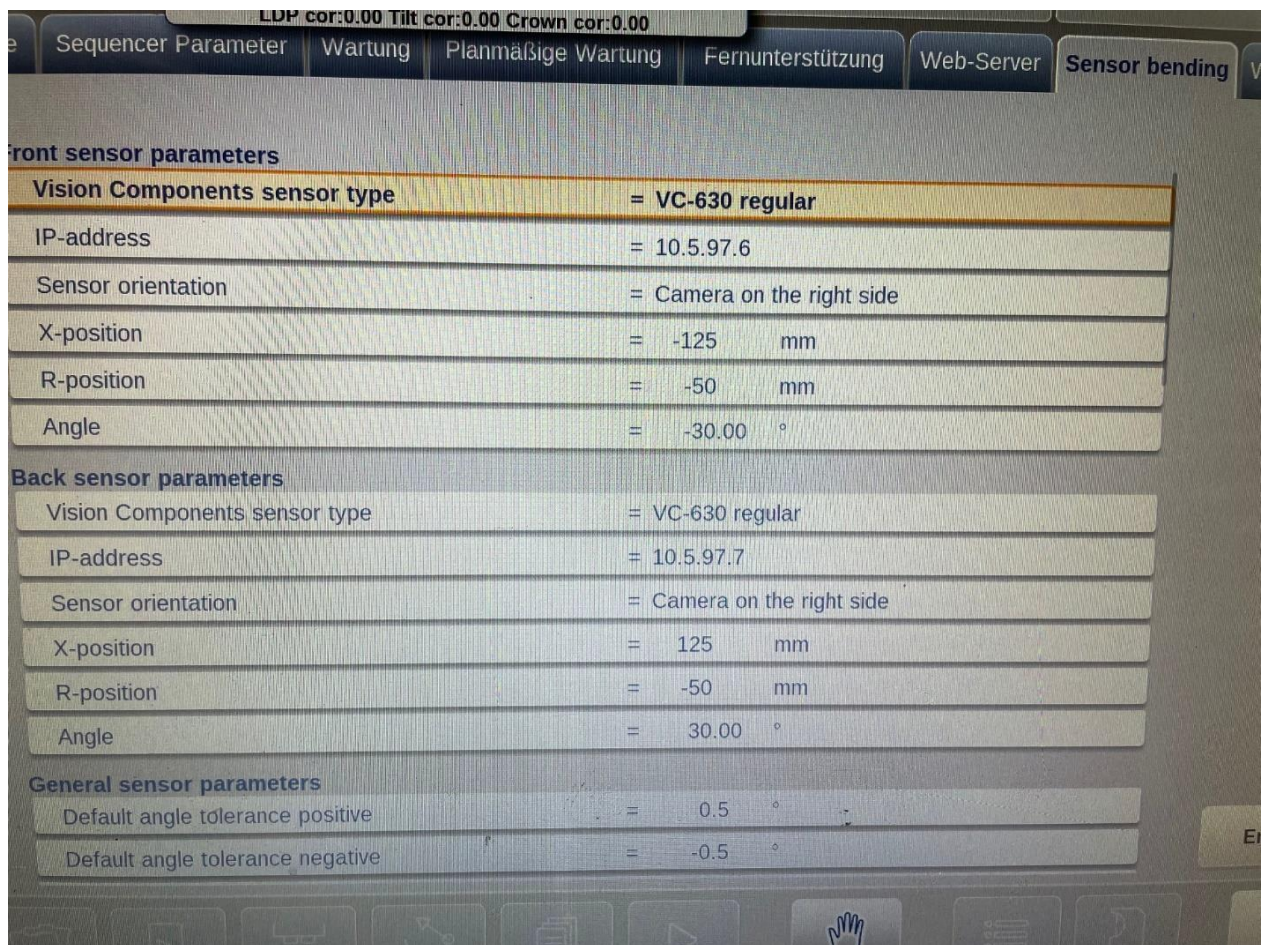 LDP cor:0.00 Tilt cor:0.00 Crown cor:0.00
Sequencer Parameter Wartung Planmäßige Wartung Fernunterstützung Web-Server Sensor bending
Front sensor parameters
Vision Components sensor type = VC-630 regular
IP-address = 10.5.97.6
Sensor orientation = Camera on the right side
X-position = -125 mm
R-position = -50 mm
Angle = -30.00 °
Back sensor parameters
Vision Components sensor type = VC-630 regular
IP-address = 10.5.97.7
Sensor orientation = Camera on the right side
X-position = 125 mm
R-position = -50 mm
Angle = 30.00 °
General sensor parameters
Default angle tolerance positive = 0.5 °
Default angle tolerance negative = -0.5 °